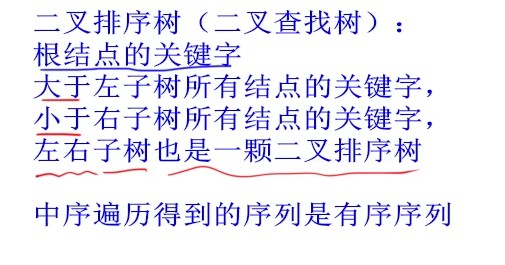 二叉排序树（二叉查找树）：
根结点的关键字
大于左子树所有结点的关键字，
小于右子树所有结点的关键字，
左右子树也是一颗二叉排序树
中序遍历得到的序列是有序序列